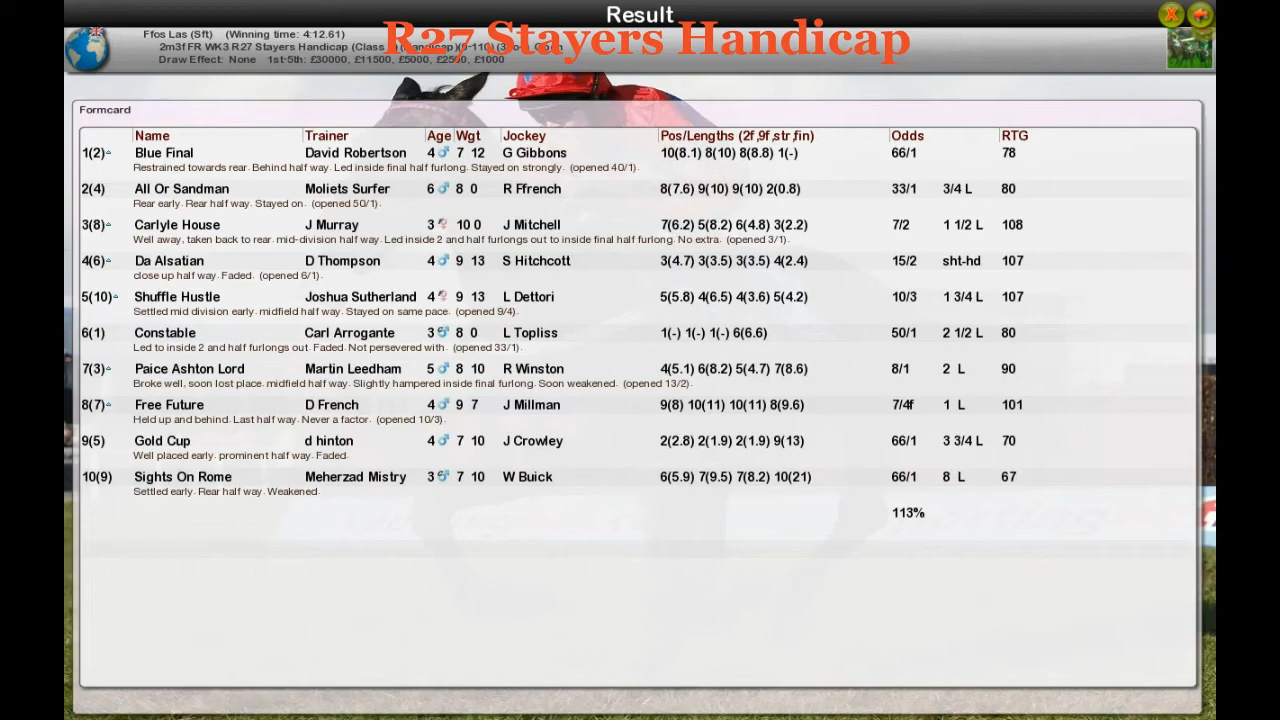 Result
R27 Stayers Handicap
Ffos Las (Sft) (Winning time: 4:12.61)
2m3f FR WK3 R27 Stayers Handicap (Class
Draw Effect: None 1st-5th: £30000, £11500, £5000, £2500, £1000
Formcard
Name Trainer Age Wgt Jockey Pos/Lengths (2f,9f,str,fin) Odds RTG
1(2) Blue Final David Robertson 4 7 12 G Gibbons 10(8.1) 8(10) 8(8.8) 1(-) 66/1 78
Restrained towards rear. Behind half way. Led inside final half furlong. Stayed on strongly. (opened 40/1).
2(4) All Or Sandman Moliets Surfer 6 8 0 R Ffrench 8(7.6) 9(10) 9(10) 2(0.8) 33/1 3/4 L 80
Rear early. Rear half way. Stayed on. (opened 50/1).
3(8) Carlyle House J Murray 3 10 0 J Mitchell 7(6.2) 5(8.2) 6(4.8) 3(2.2) 7/2 1 1/2 L 108
Well away, taken back to rear. mid-division half way. Led inside 2 and half furlongs out to inside final half furlong. No extra. (opened 3/1).
4(6) Da Alsatian D Thompson 4 9 13 S Hitchcott 3(4.7) 3(3.5) 3(3.5) 4(2.4) 15/2 sht-hd 107
close up half way. Faded. (opened 6/1).
5(10) Shuffle Hustle Joshua Sutherland 4 9 13 L Dettori 5(5.8) 4(6.5) 4(3.6) 5(4.2) 10/3 1 3/4 L 107
Settled mid division early. midfield half way. Stayed on same pace. (opened 9/4).
6(1) Constable Carl Arrogante 3 8 0 L Topliss 1(-) 1(-) 1(-) 6(6.6) 50/1 2 1/2 L 80
Led to inside 2 and half furlongs out. Faded. Not persevered with. (opened 33/1).
7(3) Paice Ashton Lord Martin Leedham 5 8 10 R Winston 4(5.1) 6(8.2) 5(4.7) 7(8.6) 8/1 2 L 90
Broke well, soon lost place. midfield half way. Slightly hampered inside final furlong. Soon weakened. (opened 13/2).
8(7) Free Future D French 4 9 7 J Millman 9(8) 10(11) 10(11) 8(9.6) 7/4f 1 L 101
Held up and behind. Last half way. Never a factor. (opened 10/3).
9(5) Gold Cup d hinton 4 7 10 J Crowley 2(2.8) 2(1.9) 2(1.9) 9(13) 66/1 3 3/4 L 70
Well placed early. prominent half way. Faded.
10(9) Sights On Rome Meherzad Mistry 3 7 10 W Buick 6(5.9) 7(9.5) 7(8.2) 10(21) 66/1 8 L 67
Settled early. Rear half way. Weakened.
113%